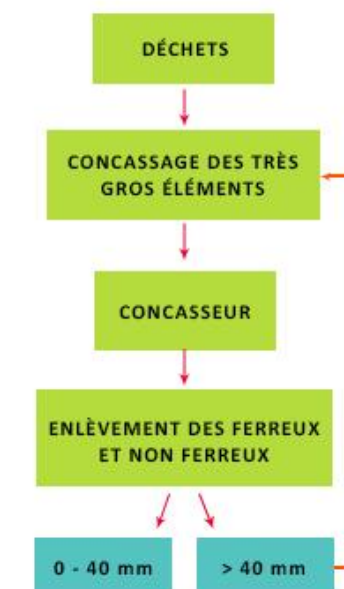 DÉCHETS
CONCASSAGE DES TRÈS
GROS ÉLÉMENTS
CONCASSEUR
ENLÈVEMENT DES FERREUX
ET NON FERREUX
0 - 40 mm
> 40 mm